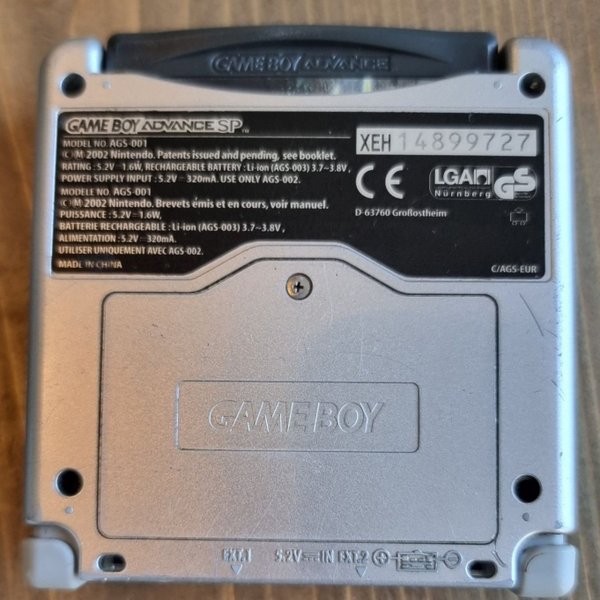 GAME BOY ADVANCE
GAME BOY ADVANCE SP TM
XEH 14899727
MODEL NO. AGS-001
© M 2002 Nintendo. Patents issued and pending, see booklet.
RATING : 5.2V⎓1.6W, RECHARGEABLE BATTERY : Li-ion (AGS-003) 3.7~3.8V,
POWER SUPPLY INPUT : 5.2V⎓320mA. USE ONLY AGS-002.
MODELE NO. AGS-001
© M 2002 Nintendo. Brevets émis et en cours, voir manuel.
PUISSANCE : 5.2V⎓1.6W,
BATTERIE RECHARGEABLE : Li-ion (AGS-003) 3.7~3.8V,
ALIMENTATION : 5.2V⎓320mA.
UTILISER UNIQUEMENT AVEC AGS-002.
MADE IN CHINA
CE
LGA
Nürnberg
GS
D-63760 Großostheim
C/AGS-EUR
GAME BOY
EXT.1 5.2V⎓IN EXT.2